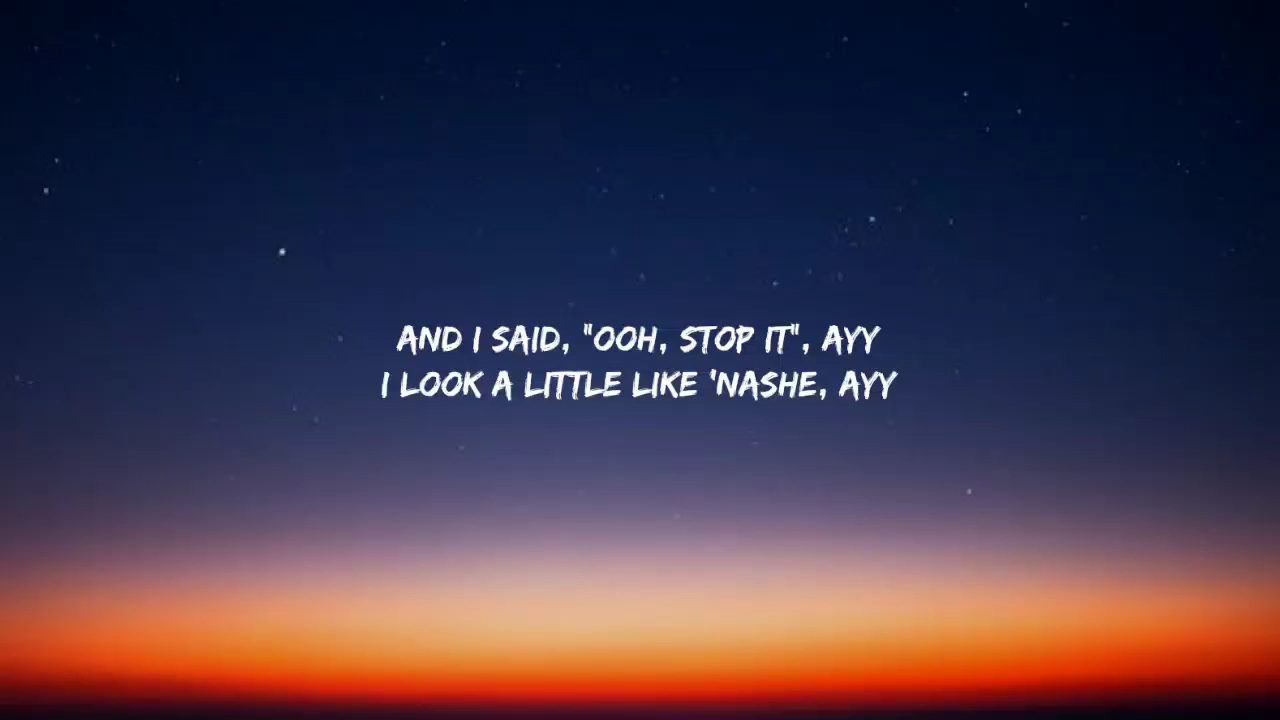 AND I SAID, "OOH, STOP IT", AYY
I LOOK A LITTLE LIKE 'NASHE, AYY